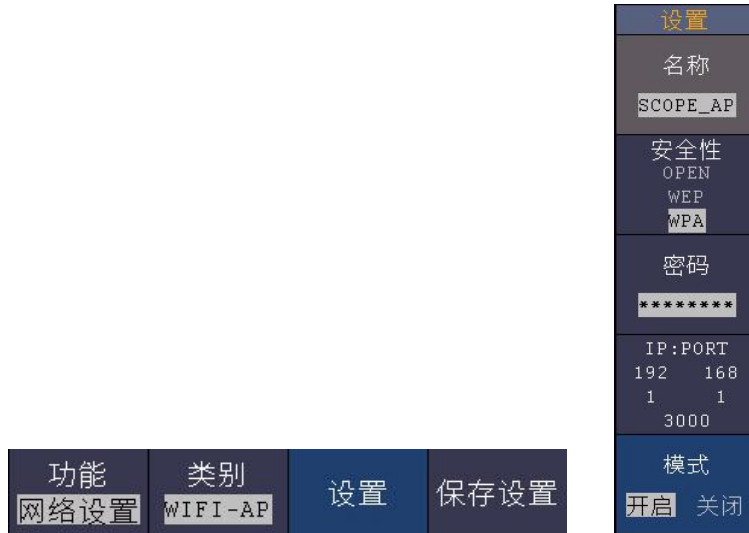 设置
名称
SCOPE_AP
安全性
OPEN
WEP
WPA
密码
********
IP:PORT
192 168
1 1
3000
模式
开启 关闭
功能
网络设置
类别
WIFI-AP
设置
保存设置